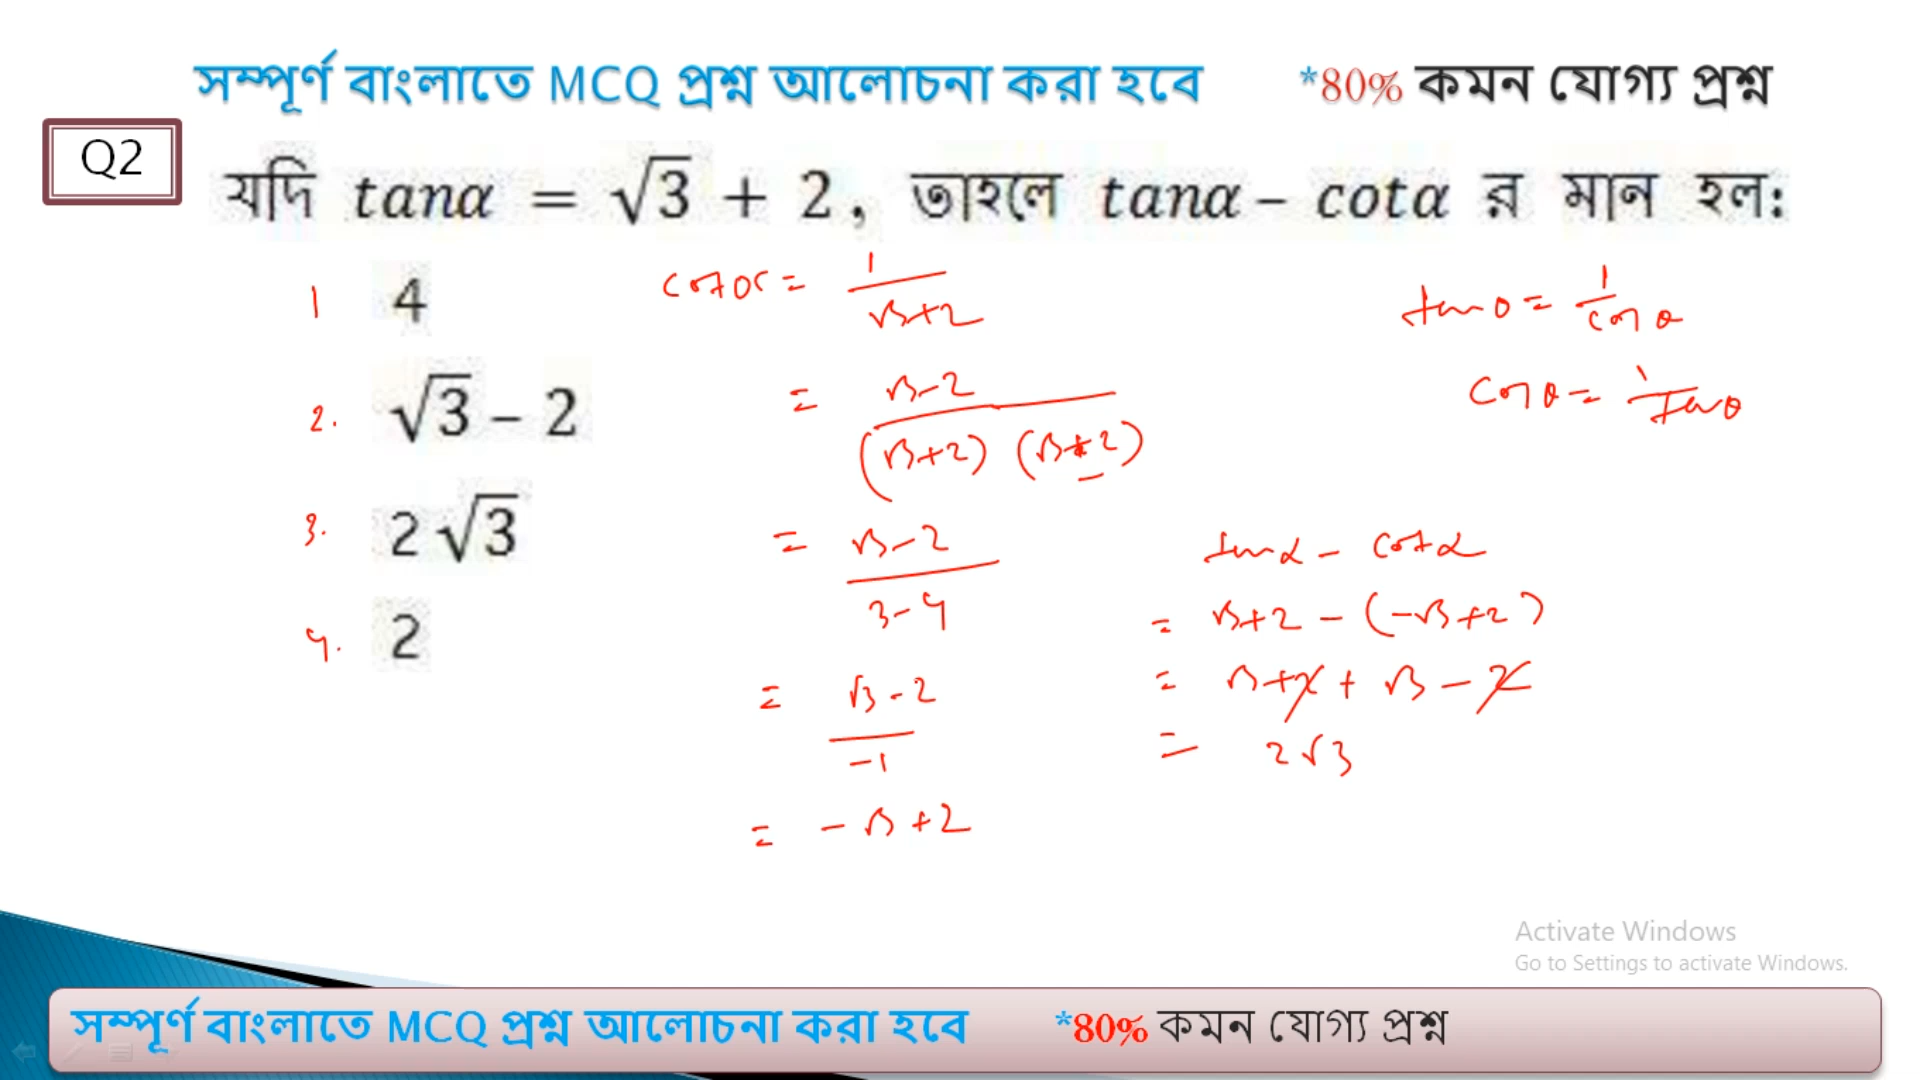 সম্পূর্ণ বাংলাতে MCQ প্রশ্ন আলোচনা করা হবে *80% কমন যোগ্য প্রশ্ন
Q2
যদি tanα = √3 + 2, তাহলে tanα – cotα র মান হল:
1 4
2. √3 – 2
3. 2√3
4. 2
cotα = 1/(√3+2)
= (√3-2)/((√3+2)(√3-2))
= (√3-2)/(3-4)
= (√3-2)/(-1)
= -√3+2
tanθ = 1/cotθ
cotθ = 1/tanθ
tanα - cotα
= √3+2 - (-√3+2)
= √3+2+√3-2
= 2√3
Activate Windows
Go to Settings to activate Windows.
সম্পূর্ণ বাংলাতে MCQ প্রশ্ন আলোচনা করা হবে *80% কমন যোগ্য প্রশ্ন